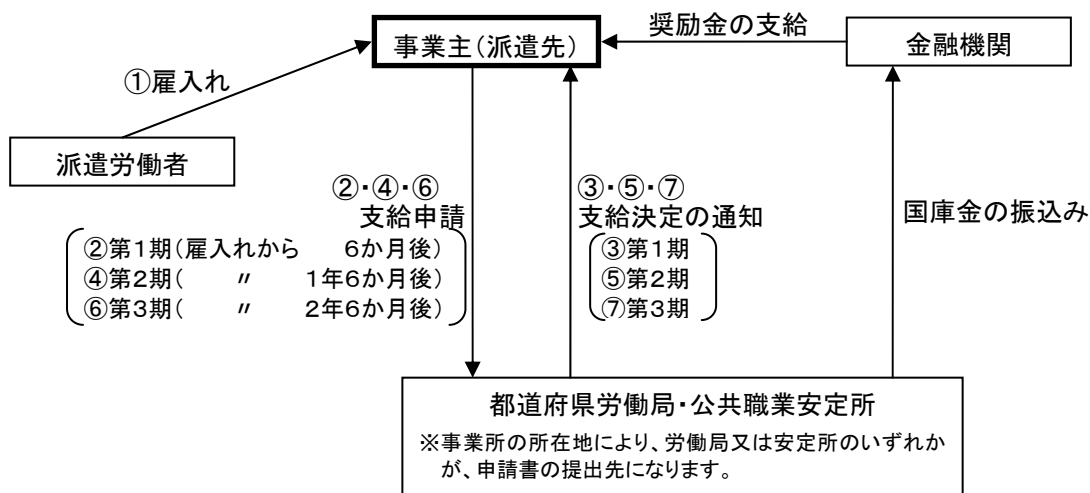 奨励金の支給
事業主(派遣先)
金融機関
①雇入れ
派遣労働者
②・④・⑥
支給申請
②第1期(雇入れから 6か月後)
④第2期( 〃 1年6か月後)
⑥第3期( 〃 2年6か月後)
③・⑤・⑦
支給決定の通知
③第1期
⑤第2期
⑦第3期
国庫金の振込み
都道府県労働局・公共職業安定所
※事業所の所在地により、労働局又は安定所のいずれか
が、申請書の提出先になります。